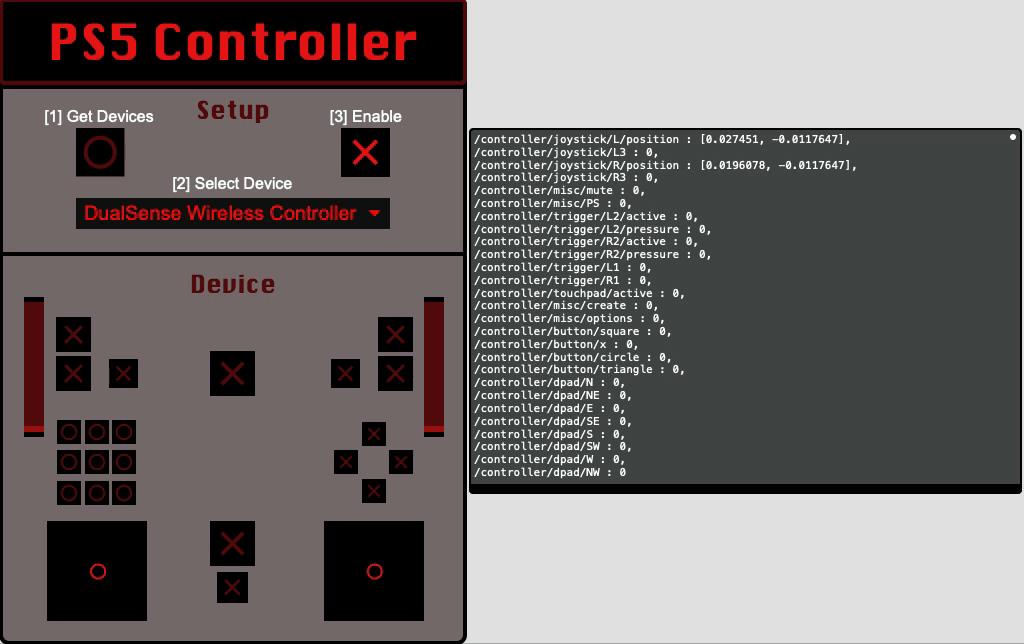 PS5 Controller
Setup
[1] Get Devices
[3] Enable
[2] Select Device
DualSense Wireless Controller
Device
/controller/joystick/L/position : [0.027451, -0.0117647],
/controller/joystick/L3 : 0,
/controller/joystick/R/position : [0.0196078, -0.0117647],
/controller/joystick/R3 : 0,
/controller/misc/mute : 0,
/controller/misc/PS : 0,
/controller/trigger/L2/active : 0,
/controller/trigger/L2/pressure : 0,
/controller/trigger/R2/active : 0,
/controller/trigger/R2/pressure : 0,
/controller/trigger/L1 : 0,
/controller/trigger/R1 : 0,
/controller/touchpad/active : 0,
/controller/misc/create : 0,
/controller/misc/options : 0,
/controller/button/square : 0,
/controller/button/x : 0,
/controller/button/circle : 0,
/controller/button/triangle : 0,
/controller/dpad/N : 0,
/controller/dpad/NE : 0,
/controller/dpad/E : 0,
/controller/dpad/SE : 0,
/controller/dpad/S : 0,
/controller/dpad/SW : 0,
/controller/dpad/W : 0,
/controller/dpad/NW : 0